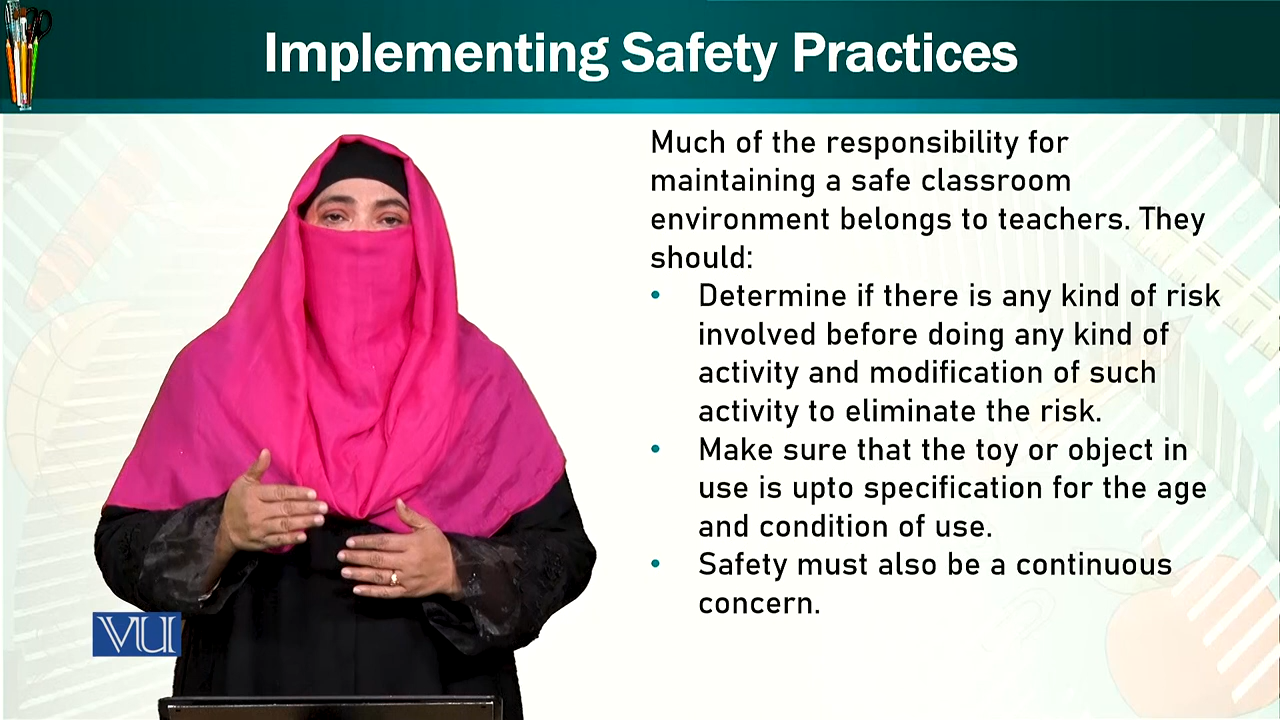 Implementing Safety Practices
Much of the responsibility for
maintaining a safe classroom
environment belongs to teachers. They
should:
• Determine if there is any kind of risk
involved before doing any kind of
activity and modification of such
activity to eliminate the risk.
• Make sure that the toy or object in
use is upto specification for the age
and condition of use.
• Safety must also be a continuous
concern.
VU